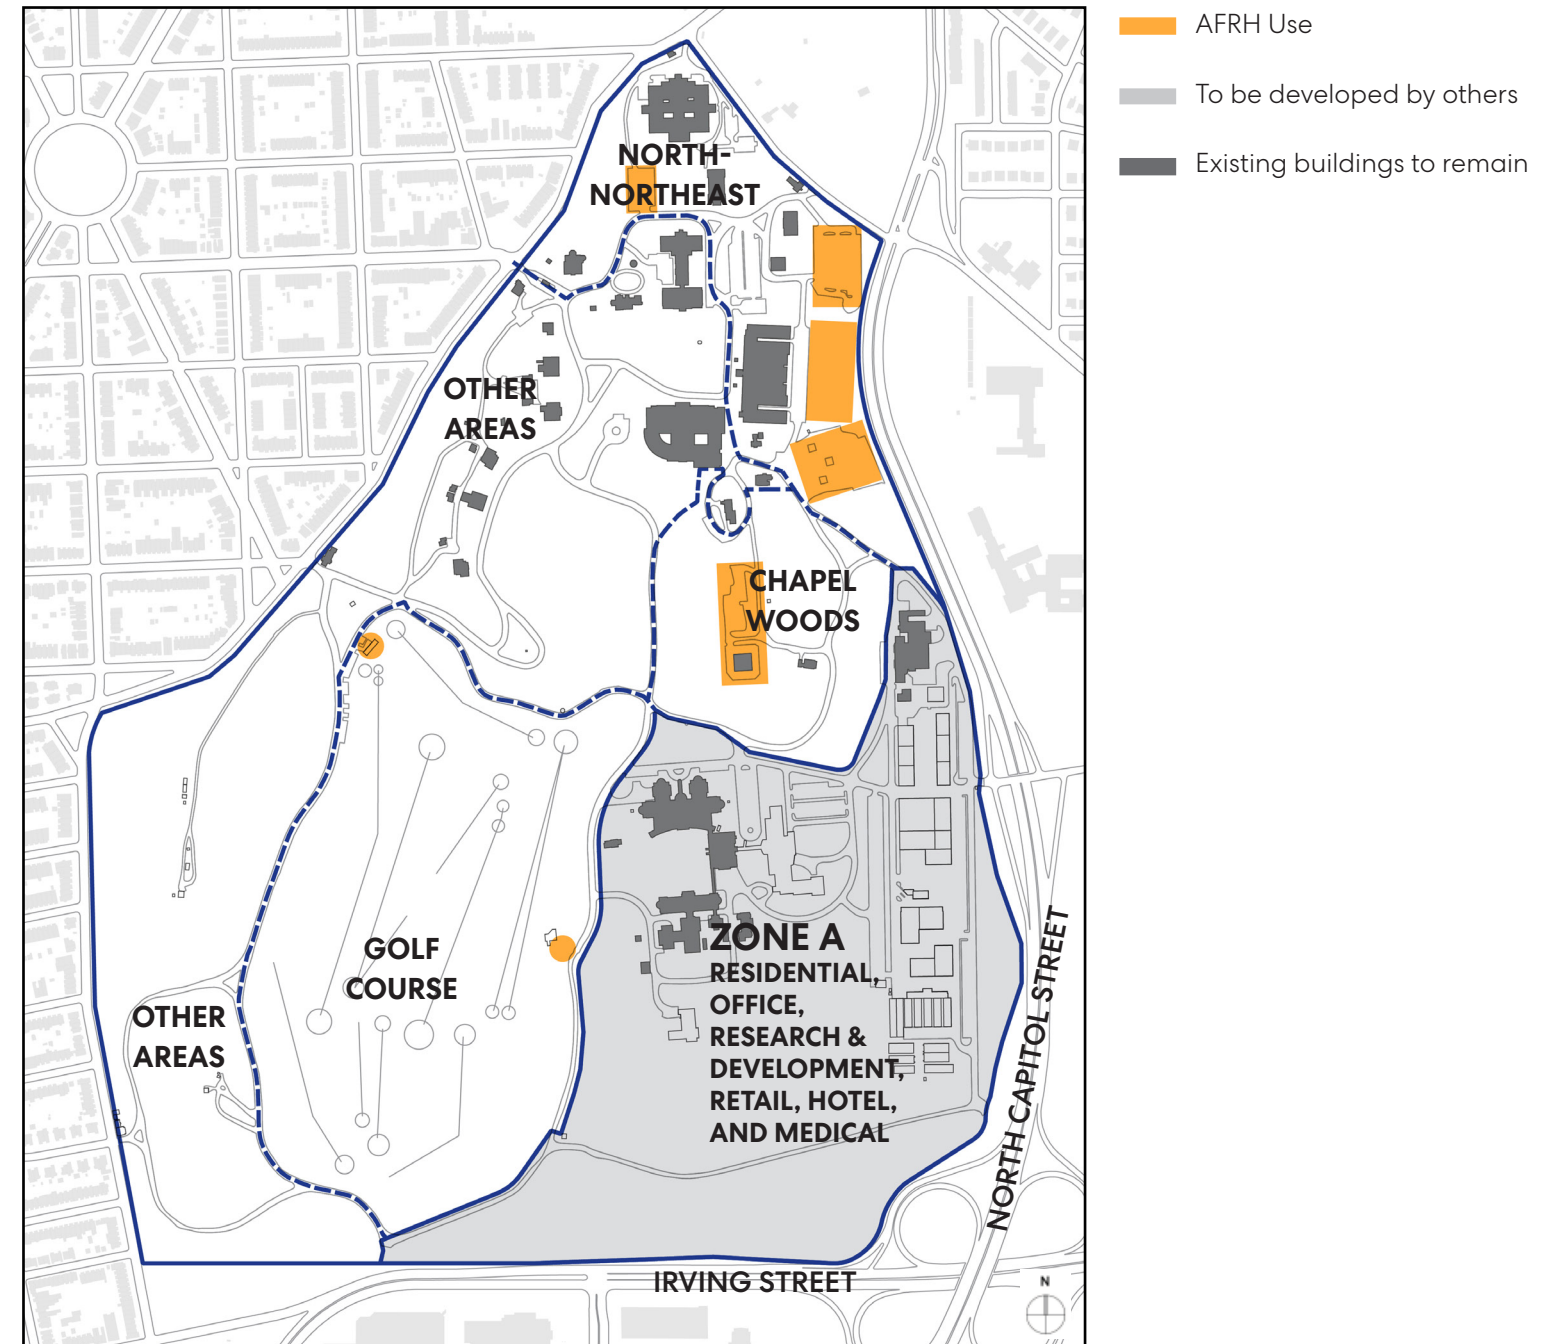 AFRH Use
To be developed by others
Existing buildings to remain
NORTH-
NORTHEAST
OTHER
AREAS
CHAPEL
WOODS
GOLF
COURSE
OTHER
AREAS
ZONE A
RESIDENTIAL,
OFFICE,
RESEARCH &
DEVELOPMENT,
RETAIL, HOTEL,
AND MEDICAL
NORTH CAPITOL STREET
IRVING STREET
N